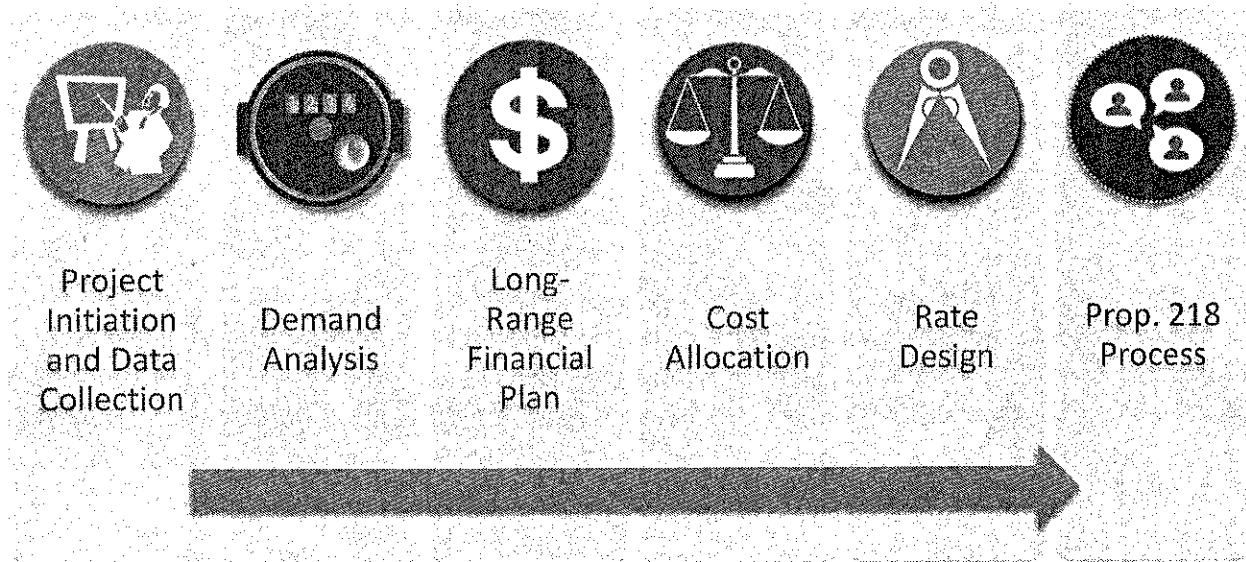 Project
Initiation
and Data
Collection
Demand
Analysis
Long-
Range
Financial
Plan
Cost
Allocation
Rate
Design
Prop. 218
Process